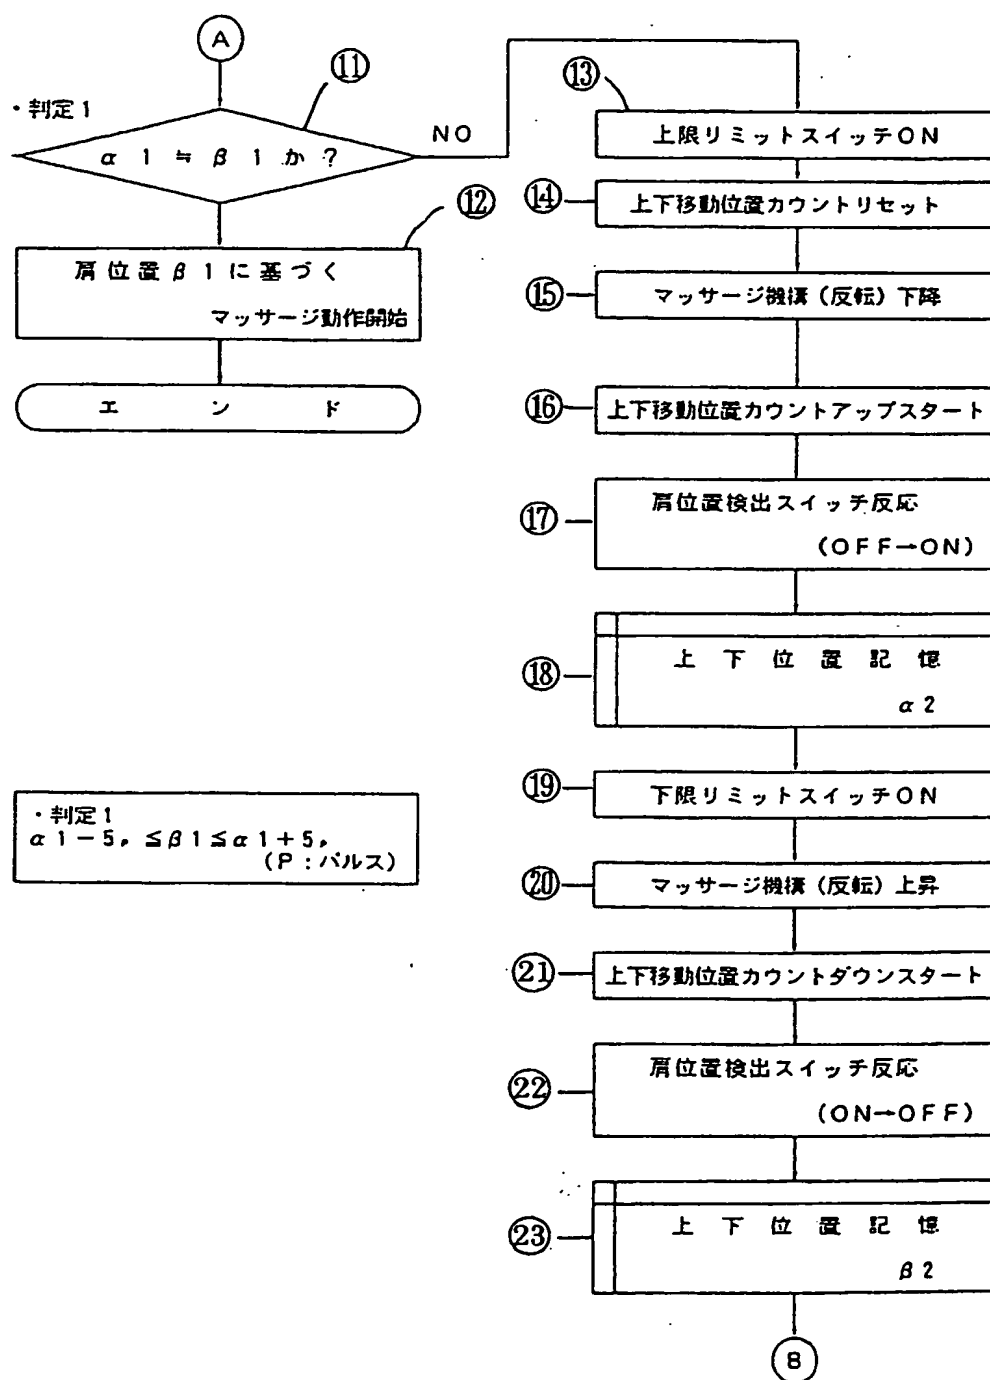 A
⑪
・判定1
α1≒β1か?
NO
⑫
肩位置β1に基づく
マッサージ動作開始
エンド
・判定1
α1−5P≦β1≦α1+5P
(P:パルス)
⑬
上限リミットスイッチON
⑭
上下移動位置カウントリセット
⑮
マッサージ機構(反転)下降
⑯
上下移動位置カウントアップスタート
⑰
肩位置検出スイッチ反応
(OFF→ON)
⑱
上下位置記憶
α2
⑲
下限リミットスイッチON
⑳
マッサージ機構(反転)上昇
㉑
上下移動位置カウントダウンスタート
㉒
肩位置検出スイッチ反応
(ON→OFF)
㉓
上下位置記憶
β2
B